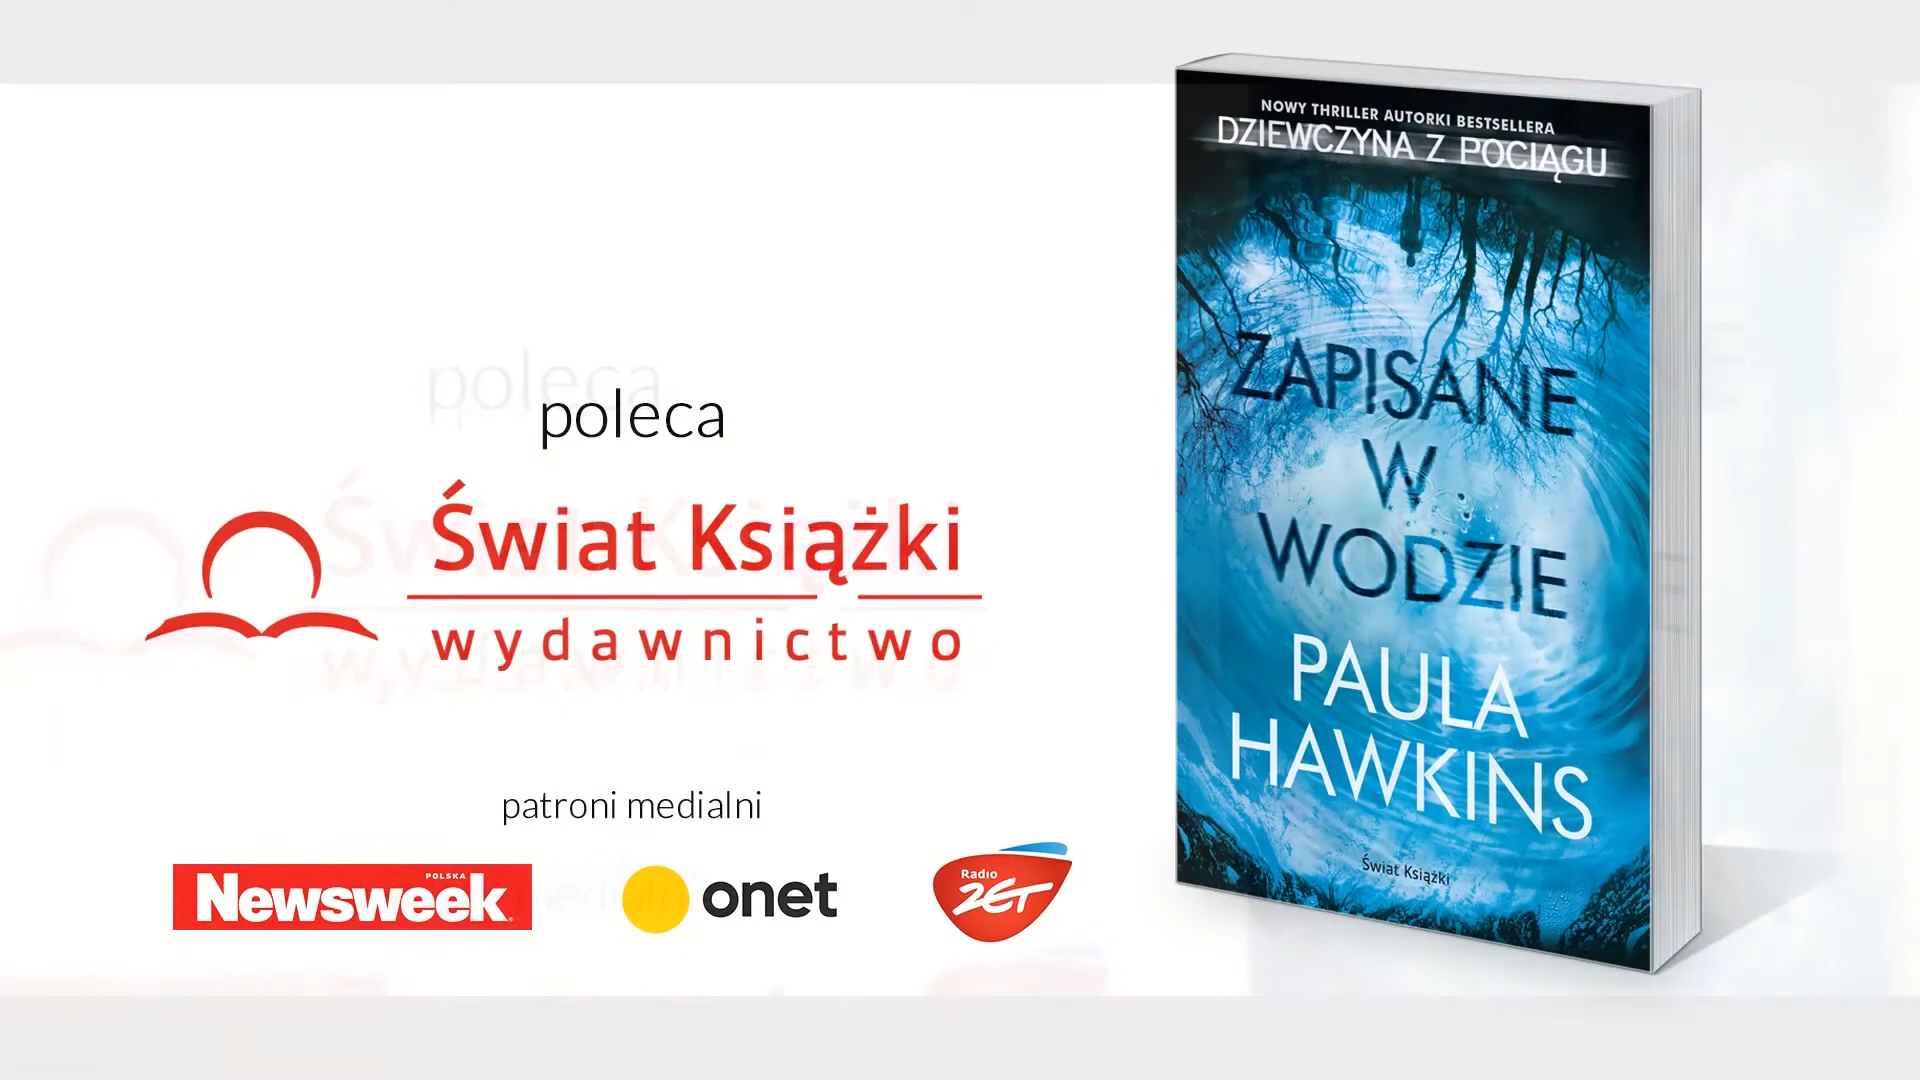 poleca
Świat Książki
wydawnictwo
patroni medialni
POLSKA
Newsweek
onet
Radio
ZET
NOWY THRILLER AUTORKI BESTSELLERA
DZIEWCZYNA Z POCIĄGU
ZAPISANE
W
WODZIE
PAULA
HAWKINS
Świat Książki